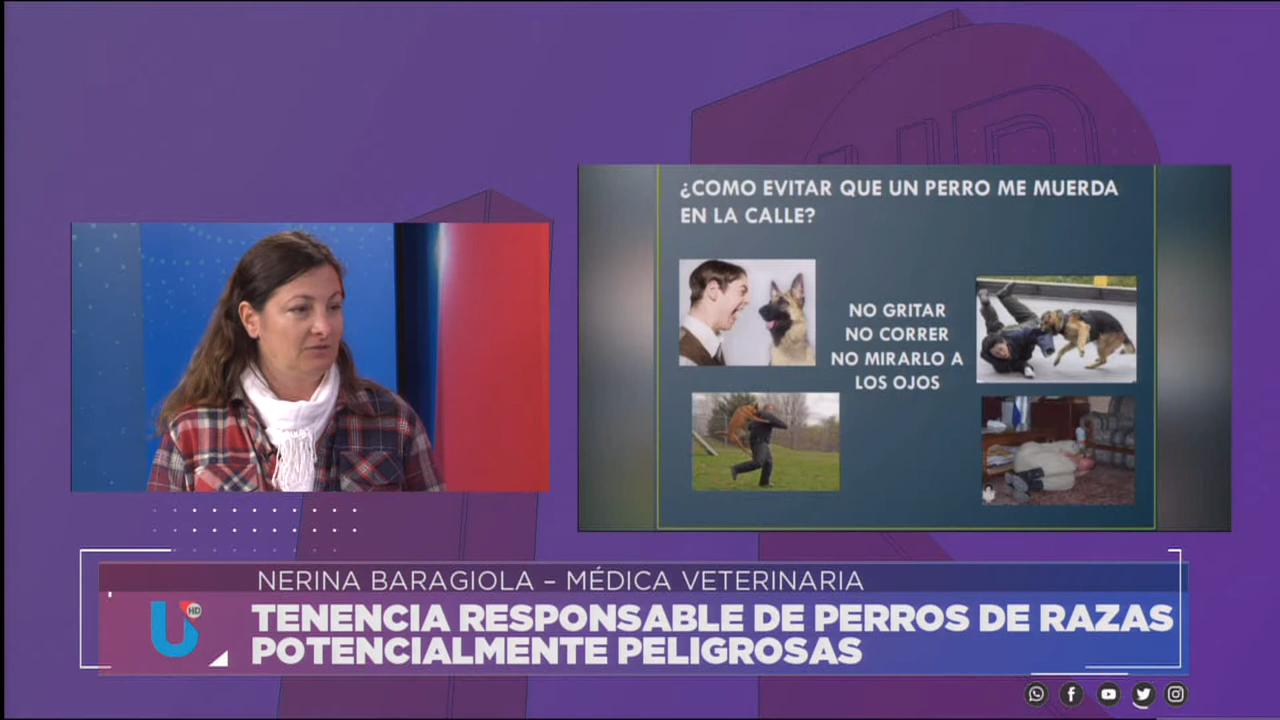 ¿COMO EVITAR QUE UN PERRO ME MUERDA
EN LA CALLE?
NO GRITAR
NO CORRER
NO MIRARLO A
LOS OJOS
NERINA BARAGIOLA – MÉDICA VETERINARIA
U HD
TENENCIA RESPONSABLE DE PERROS DE RAZAS
POTENCIALMENTE PELIGROSAS